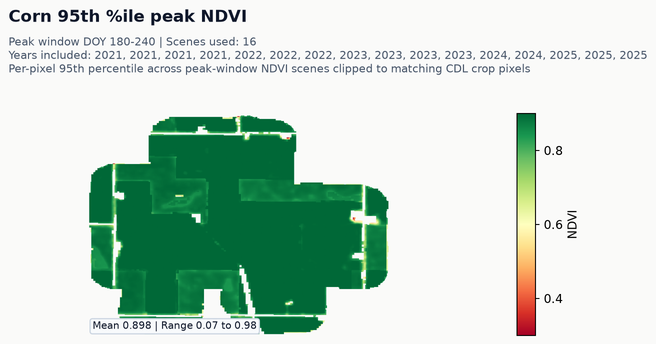 Corn 95th %ile peak NDVI
Peak window DOY 180-240 | Scenes used: 16
Years included: 2021, 2021, 2021, 2021, 2022, 2022, 2022, 2023, 2023, 2023, 2023, 2024, 2024, 2025, 2025, 2025
Per-pixel 95th percentile across peak-window NDVI scenes clipped to matching CDL crop pixels
0.8
0.6
0.4
NDVI
Mean 0.898 | Range 0.07 to 0.98